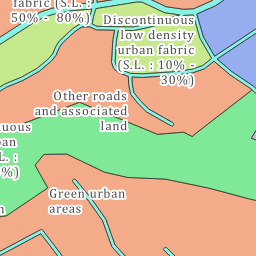 fabric (S.L. :
50% - 80%)
Discontinuous
low density
urban fabric
(S.L. : 10% -
30%)
Other roads
and associated
land
Green urban
areas